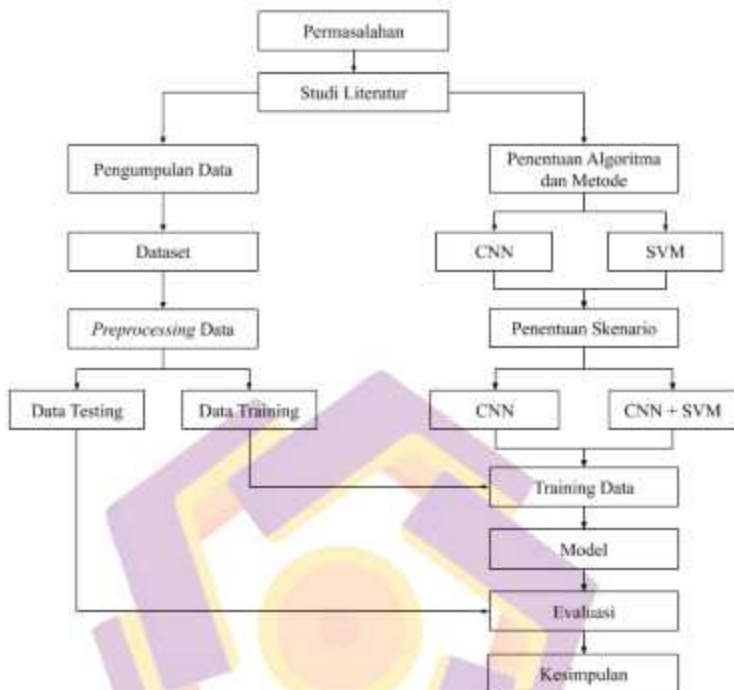 Permasalahan
Studi Literatur
Pengumpulan Data
Penentuan Algoritma
dan Metode
Dataset
CNN
SVM
Preprocessing Data
Penentuan Skenario
Data Testing
Data Training
CNN
CNN + SVM
Training Data
Model
Evaluasi
Kesimpulan